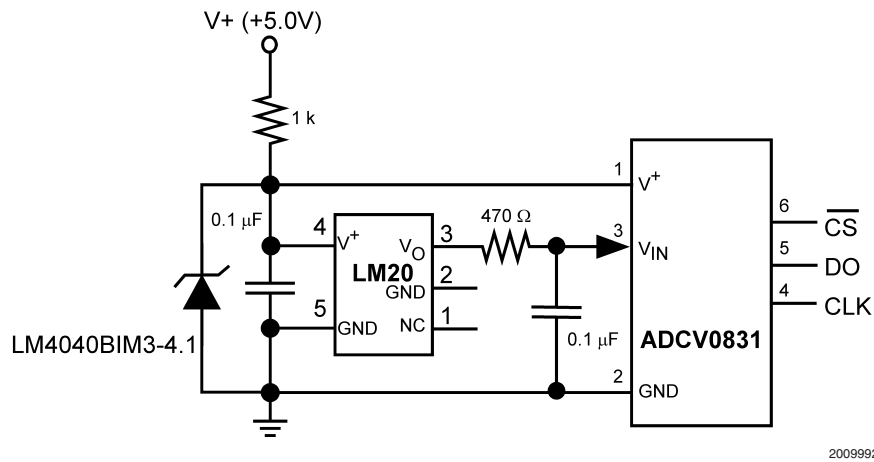 V+ (+5.0V)
1 k
1
V+
0.1 µF
4
V+
3
VO
470 Ω
3
VIN
6
CS
LM20
2
GND
5
DO
5
GND
1
NC
4
CLK
LM4040BIM3-4.1
0.1 µF
ADCV0831
2
GND
2009992